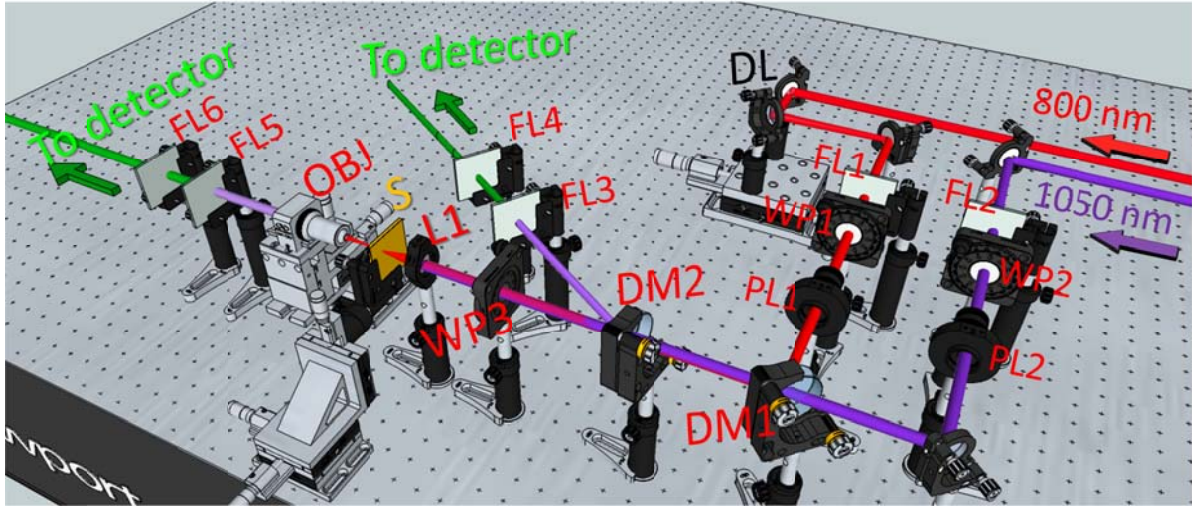 To detector
To detector
DL
800 nm
FL6
FL5
FL4
FL1
FL2
1050 nm
OBJ
S
L1
FL3
WP1
WP2
WP3
DM2
PL1
PL2
DM1